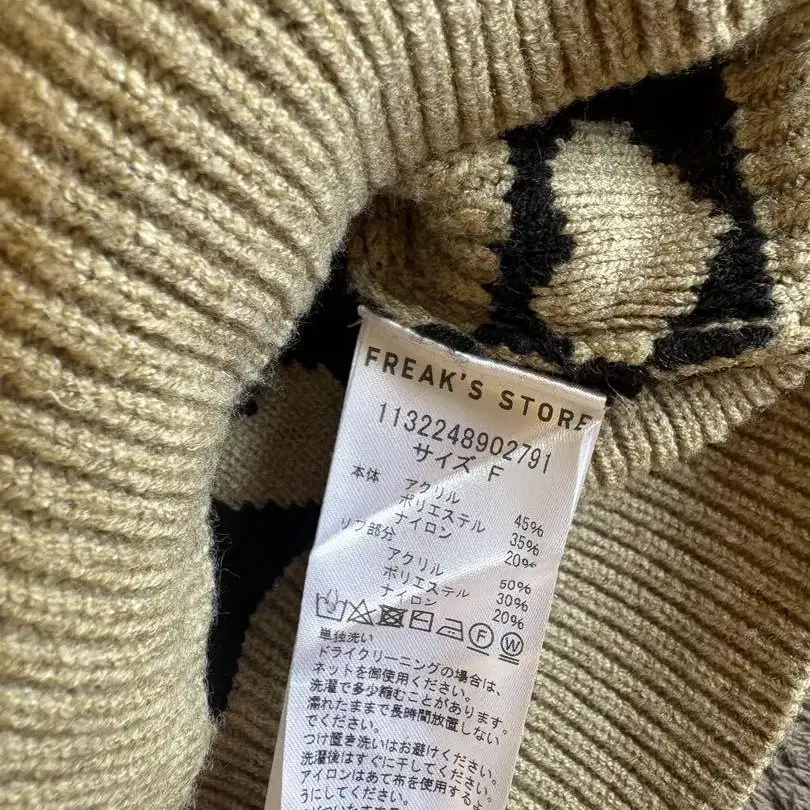 FREAK'S STORE
1132248902791
サイズ F
本体 アクリル 45%
ポリエステル 35%
ナイロン 20%
リブ部分
アクリル 50%
ポリエステル 30%
ナイロン 20%
F W
単独洗い
ドライクリーニングの場合は、
ネットを御使用ください。
洗濯で多少縮むことがあります。
濡れたままで長時間放置しない
でください。
つけ置き洗いはお避けください。
洗濯後はすぐに干してください。
アイロンはあて布を使用するよ
うにしてください。